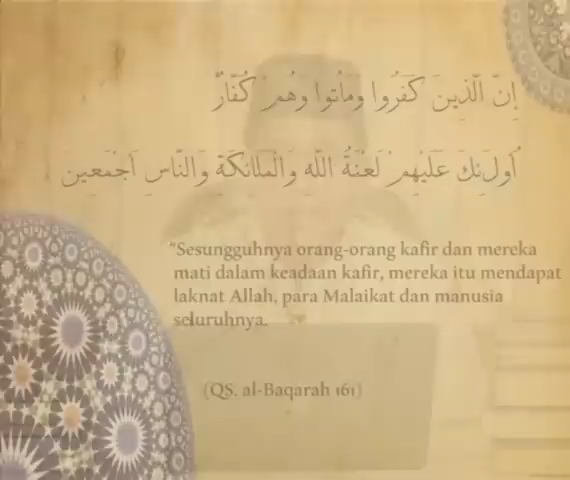 إِنَّ الَّذِينَ كَفَرُوا وَمَاتُوا وَهُمْ كُفَّارٌ
أُولَئِكَ عَلَيْهِمْ لَعْنَةُ اللَّهِ وَالْمَلَائِكَةِ وَالنَّاسِ أَجْمَعِينَ
“Sesungguhnya orang-orang kafir dan mereka
mati dalam keadaan kafir, mereka itu mendapat
laknat Allah, para Malaikat dan manusia
seluruhnya.
(QS. al-Baqarah 161)